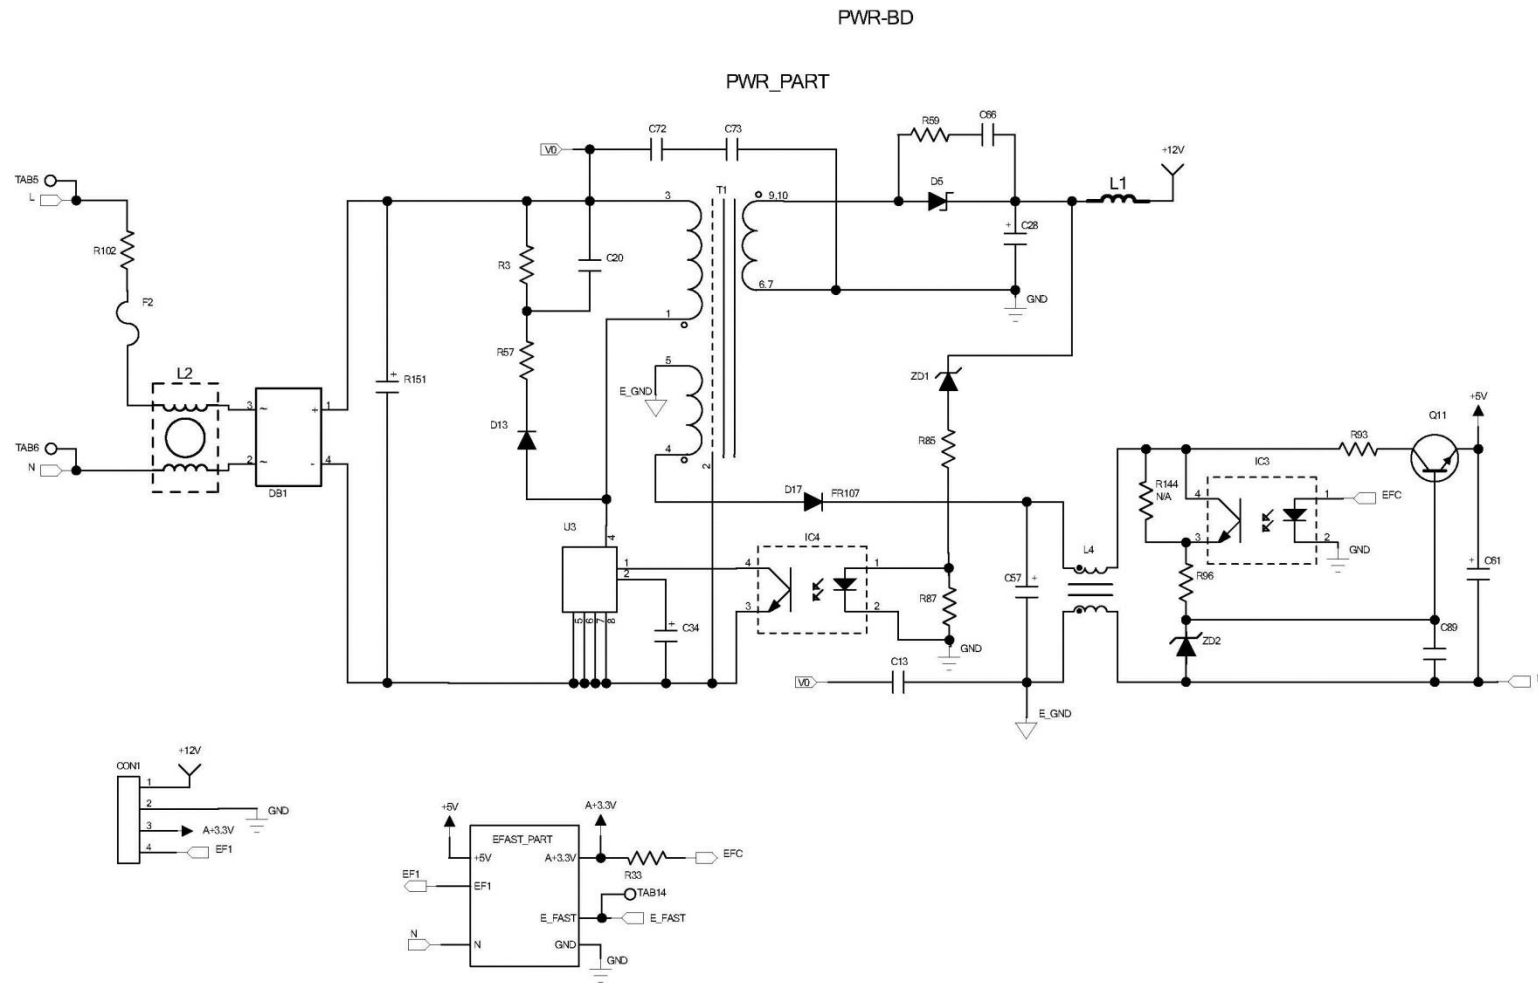 PWR-BD
PWR_PART
TAB5
L
R102
F2
L2
TAB6
N
3
~
+
1
2
~
-
4
DB1
R151
V0
C72
C73
3
T1
9,10
R3
C20
1
R57
D13
5
E_GND
4
2
6.7
R59
C66
D5
C28
+
GND
L1
+12V
ZD1
R85
D17
FR107
U3
4
1
2
5
6
7
8
C34
+
IC4
4
3
1
2
R87
GND
V0
C13
C57
+
E_GND
L4
R144
N/A
R96
ZD2
IC3
4
3
1
2
EFC
GND
R93
Q11
+5V
C61
+
C89
CON1
1
2
3
4
+12V
GND
A+3.3V
EF1
+5V
A+3.3V
EFAST_PART
+5V
A+3.3V
R33
EFC
EF1
EF1
TAB14
E_FAST
E_FAST
N
N
GND
GND